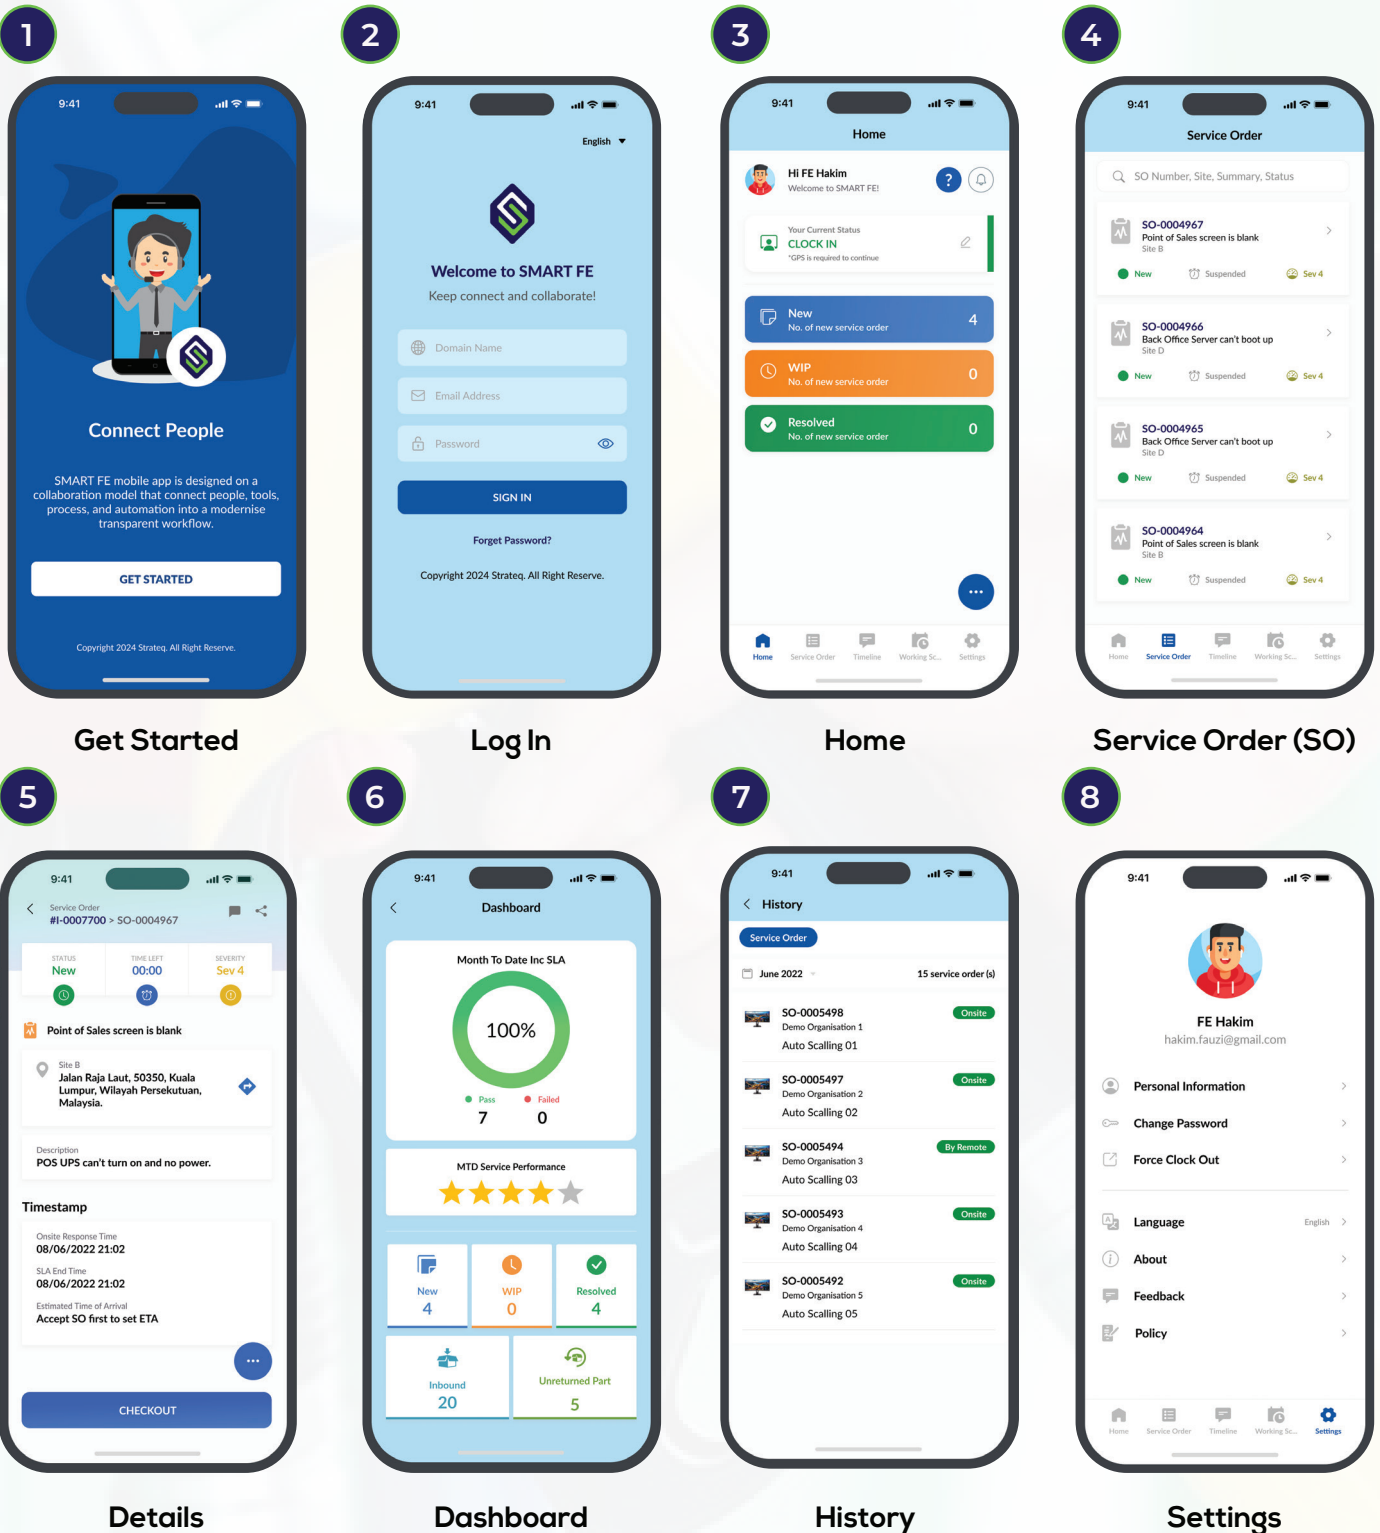 1
9:41
Connect People
SMART FE mobile app is designed on a
collaboration model that connect people, tools,
process, and automation into a modernise
transparent workflow.
GET STARTED
Copyright 2024 Strateq. All Right Reserve.
Get Started
2
9:41
English
Welcome to SMART FE
Keep connect and collaborate!
Domain Name
Email Address
Password
SIGN IN
Forget Password?
Copyright 2024 Strateq. All Right Reserve.
Log In
3
9:41
Home
Hi FE Hakim
Welcome to SMART FE!
?
Your Current Status
CLOCK IN
*GPS is required to continue
New
No. of new service order
4
WIP
No. of new service order
0
Resolved
No. of new service order
0
Home Service Order Timeline Working Sc... Settings
Home
4
9:41
Service Order
SO Number, Site, Summary, Status
SO-0004967
Point of Sales screen is blank
Site B
New Suspended Sev 4
SO-0004966
Back Office Server can't boot up
Site D
New Suspended Sev 4
SO-0004965
Back Office Server can't boot up
Site D
New Suspended Sev 4
SO-0004964
Point of Sales screen is blank
Site B
New Suspended Sev 4
Home Service Order Timeline Working Sc... Settings
Service Order (SO)
5
9:41
Service Order
#I-0007700 > SO-0004967
STATUS TIME LEFT SEVERITY
New 00:00 Sev 4
Point of Sales screen is blank
Site B
Jalan Raja Laut, 50350, Kuala
Lumpur, Wilayah Persekutuan,
Malaysia.
Description
POS UPS can't turn on and no power.
Timestamp
Onsite Response Time
08/06/2022 21:02
SLA End Time
08/06/2022 21:02
Estimated Time of Arrival
Accept SO first to set ETA
CHECKOUT
Details
6
9:41
Dashboard
Month To Date Inc SLA
100%
Pass Failed
7 0
MTD Service Performance
New WIP Resolved
4 0 4
Inbound Unreturned Part
20 5
Dashboard
7
9:41
History
Service Order
June 2022 15 service order (s)
SO-0005498 Onsite
Demo Organisation 1
Auto Scalling 01
SO-0005497 Onsite
Demo Organisation 2
Auto Scalling 02
SO-0005494 By Remote
Demo Organisation 3
Auto Scalling 03
SO-0005493 Onsite
Demo Organisation 4
Auto Scalling 04
SO-0005492 Onsite
Demo Organisation 5
Auto Scalling 05
History
8
9:41
FE Hakim
hakim.fauzi@gmail.com
Personal Information
Change Password
Force Clock Out
Language English
About
Feedback
Policy
Home Service Order Timeline Working Sc... Settings
Settings